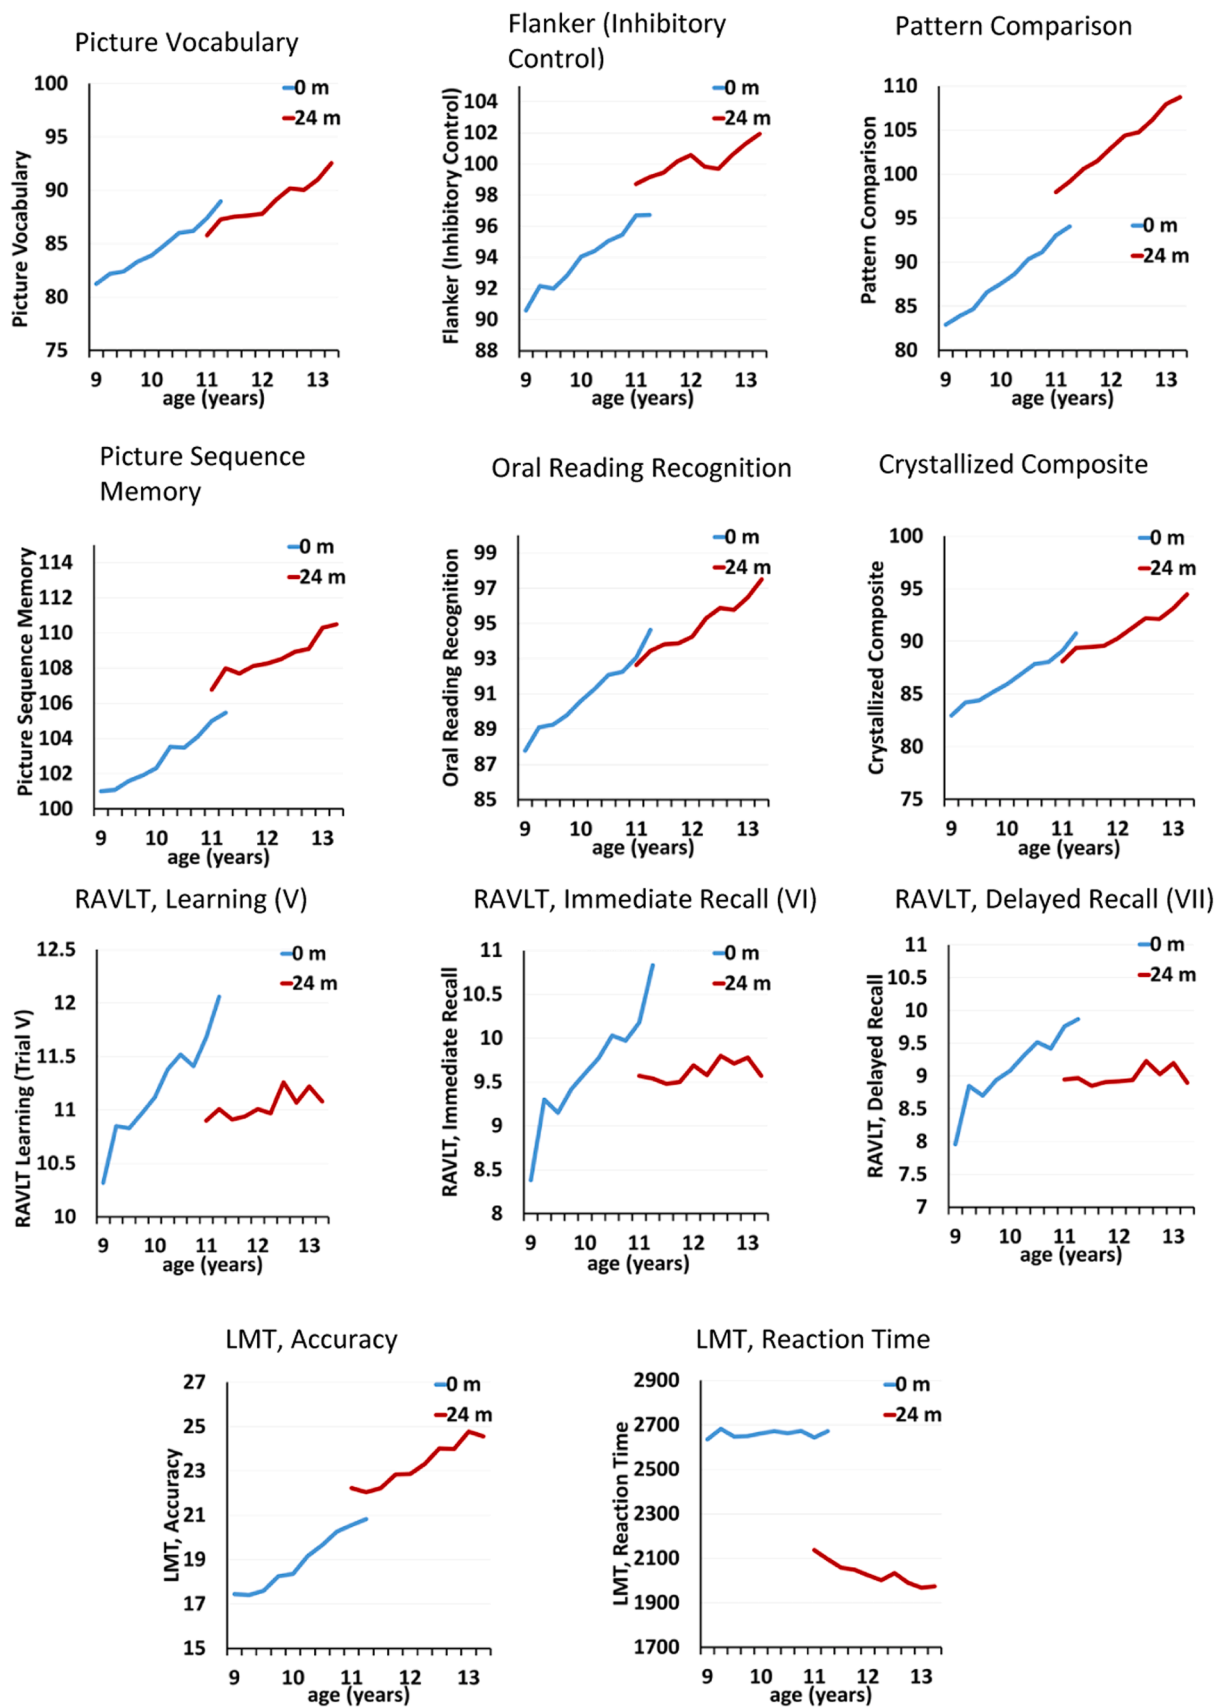 Picture Vocabulary
100
95
90
85
80
75
Picture Vocabulary
0 m
24 m
9 10 11 12 13
age (years)
Flanker (Inhibitory
Control)
104
102
100
98
96
94
92
90
88
Flanker (Inhibitory Control)
0 m
24 m
9 10 11 12 13
age (years)
Pattern Comparison
110
105
100
95
90
85
80
Pattern Comparison
0 m
24 m
9 10 11 12 13
age (years)
Picture Sequence
Memory
114
112
110
108
106
104
102
100
Picture Sequence Memory
0 m
24 m
9 10 11 12 13
age (years)
Oral Reading Recognition
99
97
95
93
91
89
87
85
Oral Reading Recognition
0 m
24 m
9 10 11 12 13
age (years)
Crystallized Composite
100
95
90
85
80
75
Crystallized Composite
0 m
24 m
9 10 11 12 13
age (years)
RAVLT, Learning (V)
12.5
12
11.5
11
10.5
10
RAVLT Learning (Trial V)
0 m
24 m
9 10 11 12 13
age (years)
RAVLT, Immediate Recall (VI)
11
10.5
10
9.5
9
8.5
8
RAVLT, Immediate Recall
0 m
24 m
9 10 11 12 13
age (years)
RAVLT, Delayed Recall (VII)
11
10.5
10
9.5
9
8.5
8
7.5
7
RAVLT, Delayed Recall
0 m
24 m
9 10 11 12 13
age (years)
LMT, Accuracy
27
25
23
21
19
17
15
LMT, Accuracy
0 m
24 m
9 10 11 12 13
age (years)
LMT, Reaction Time
2900
2700
2500
2300
2100
1900
1700
LMT, Reaction Time
0 m
24 m
9 10 11 12 13
age (years)